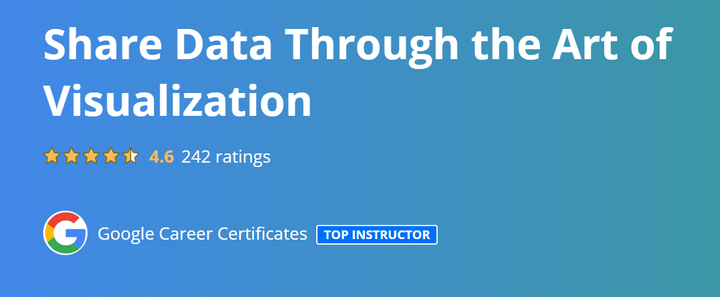 Share Data Through the Art of
Visualization
4.6 242 ratings
Google Career Certificates TOP INSTRUCTOR